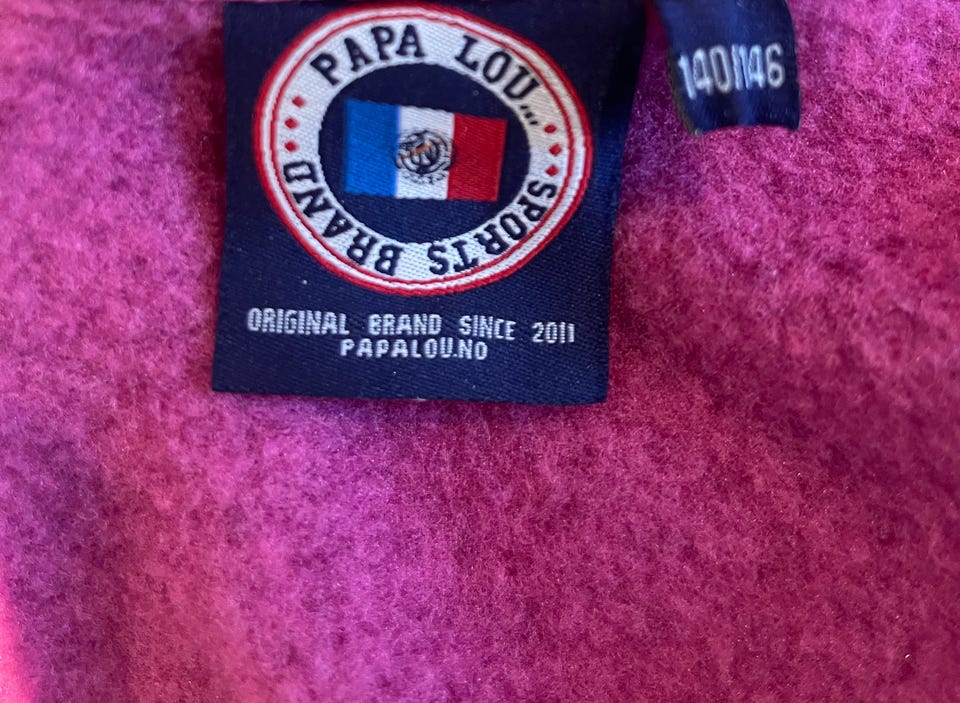 PAPA LOU...
SPORTS BRAND
140/146
ORIGINAL BRAND SINCE 2011
PAPALOU.NO